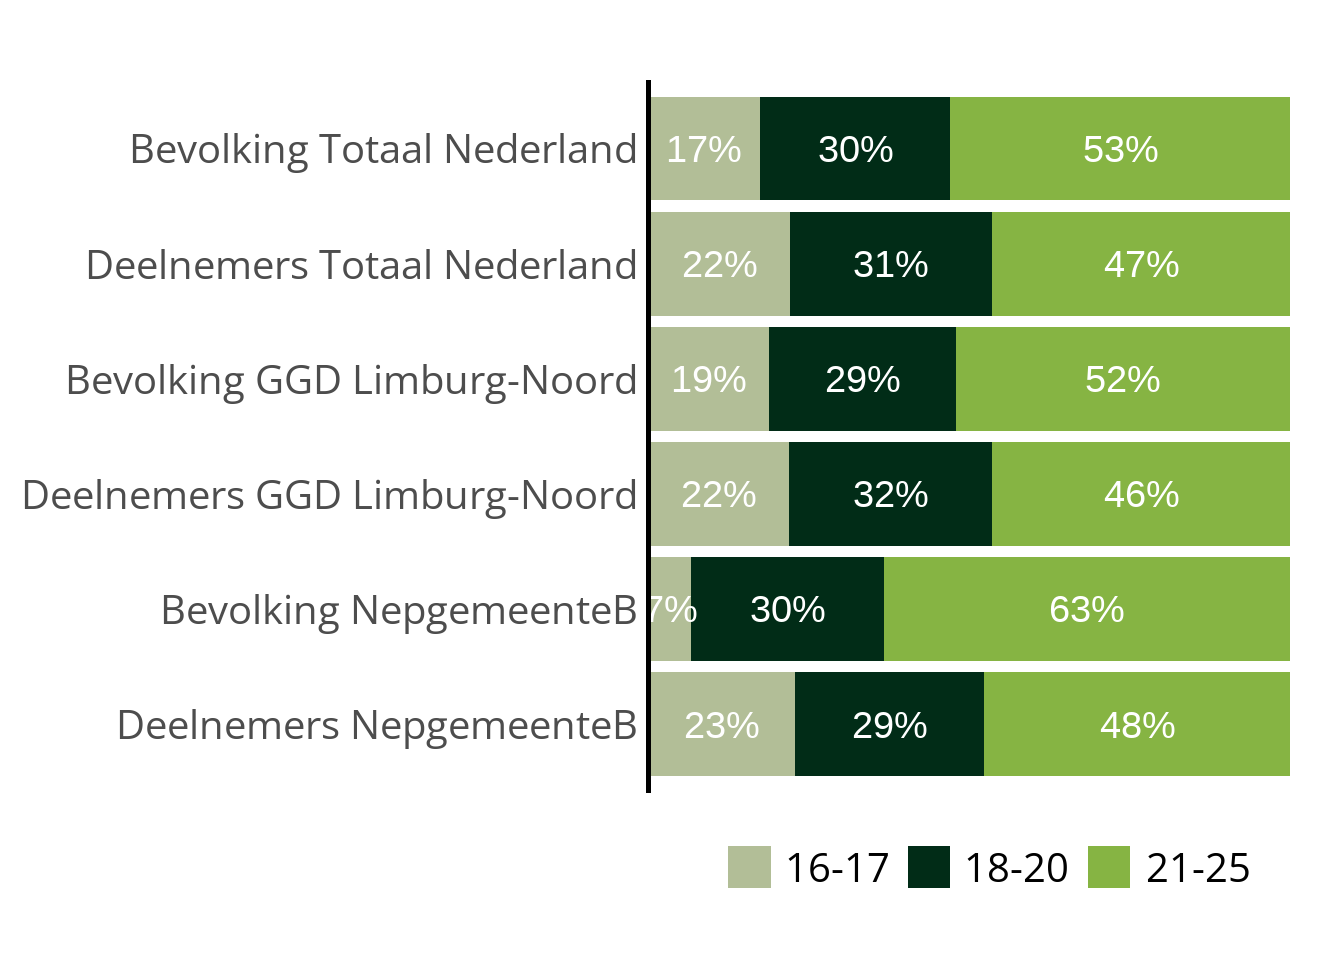 Bevolking Totaal Nederland 17% 30% 53%
Deelnemers Totaal Nederland 22% 31% 47%
Bevolking GGD Limburg-Noord 19% 29% 52%
Deelnemers GGD Limburg-Noord 22% 32% 46%
Bevolking NepgemeenteB 7% 30% 63%
Deelnemers NepgemeenteB 23% 29% 48%
16-17 18-20 21-25